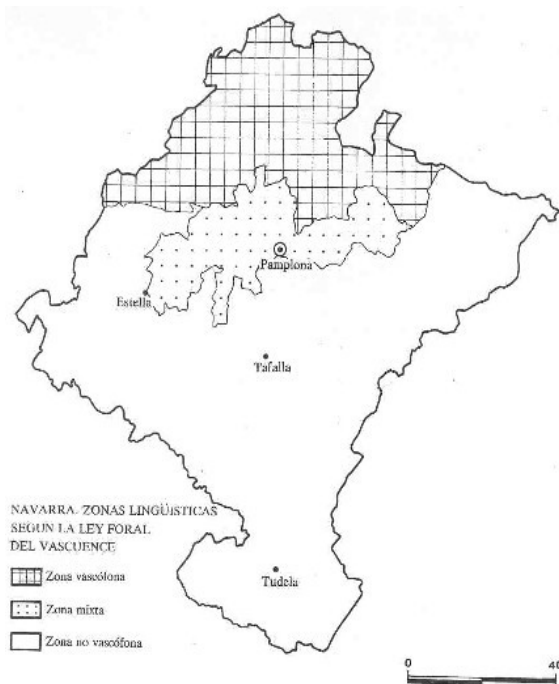 Pamplona
Estella
Tafalla
NAVARRA. ZONAS LINGÜISTICAS
SEGUN LA LEY FORAL
DEL VASCUENCE
Zona vascófona
Zona mixta
Zona no vascófona
Tudela
0 40